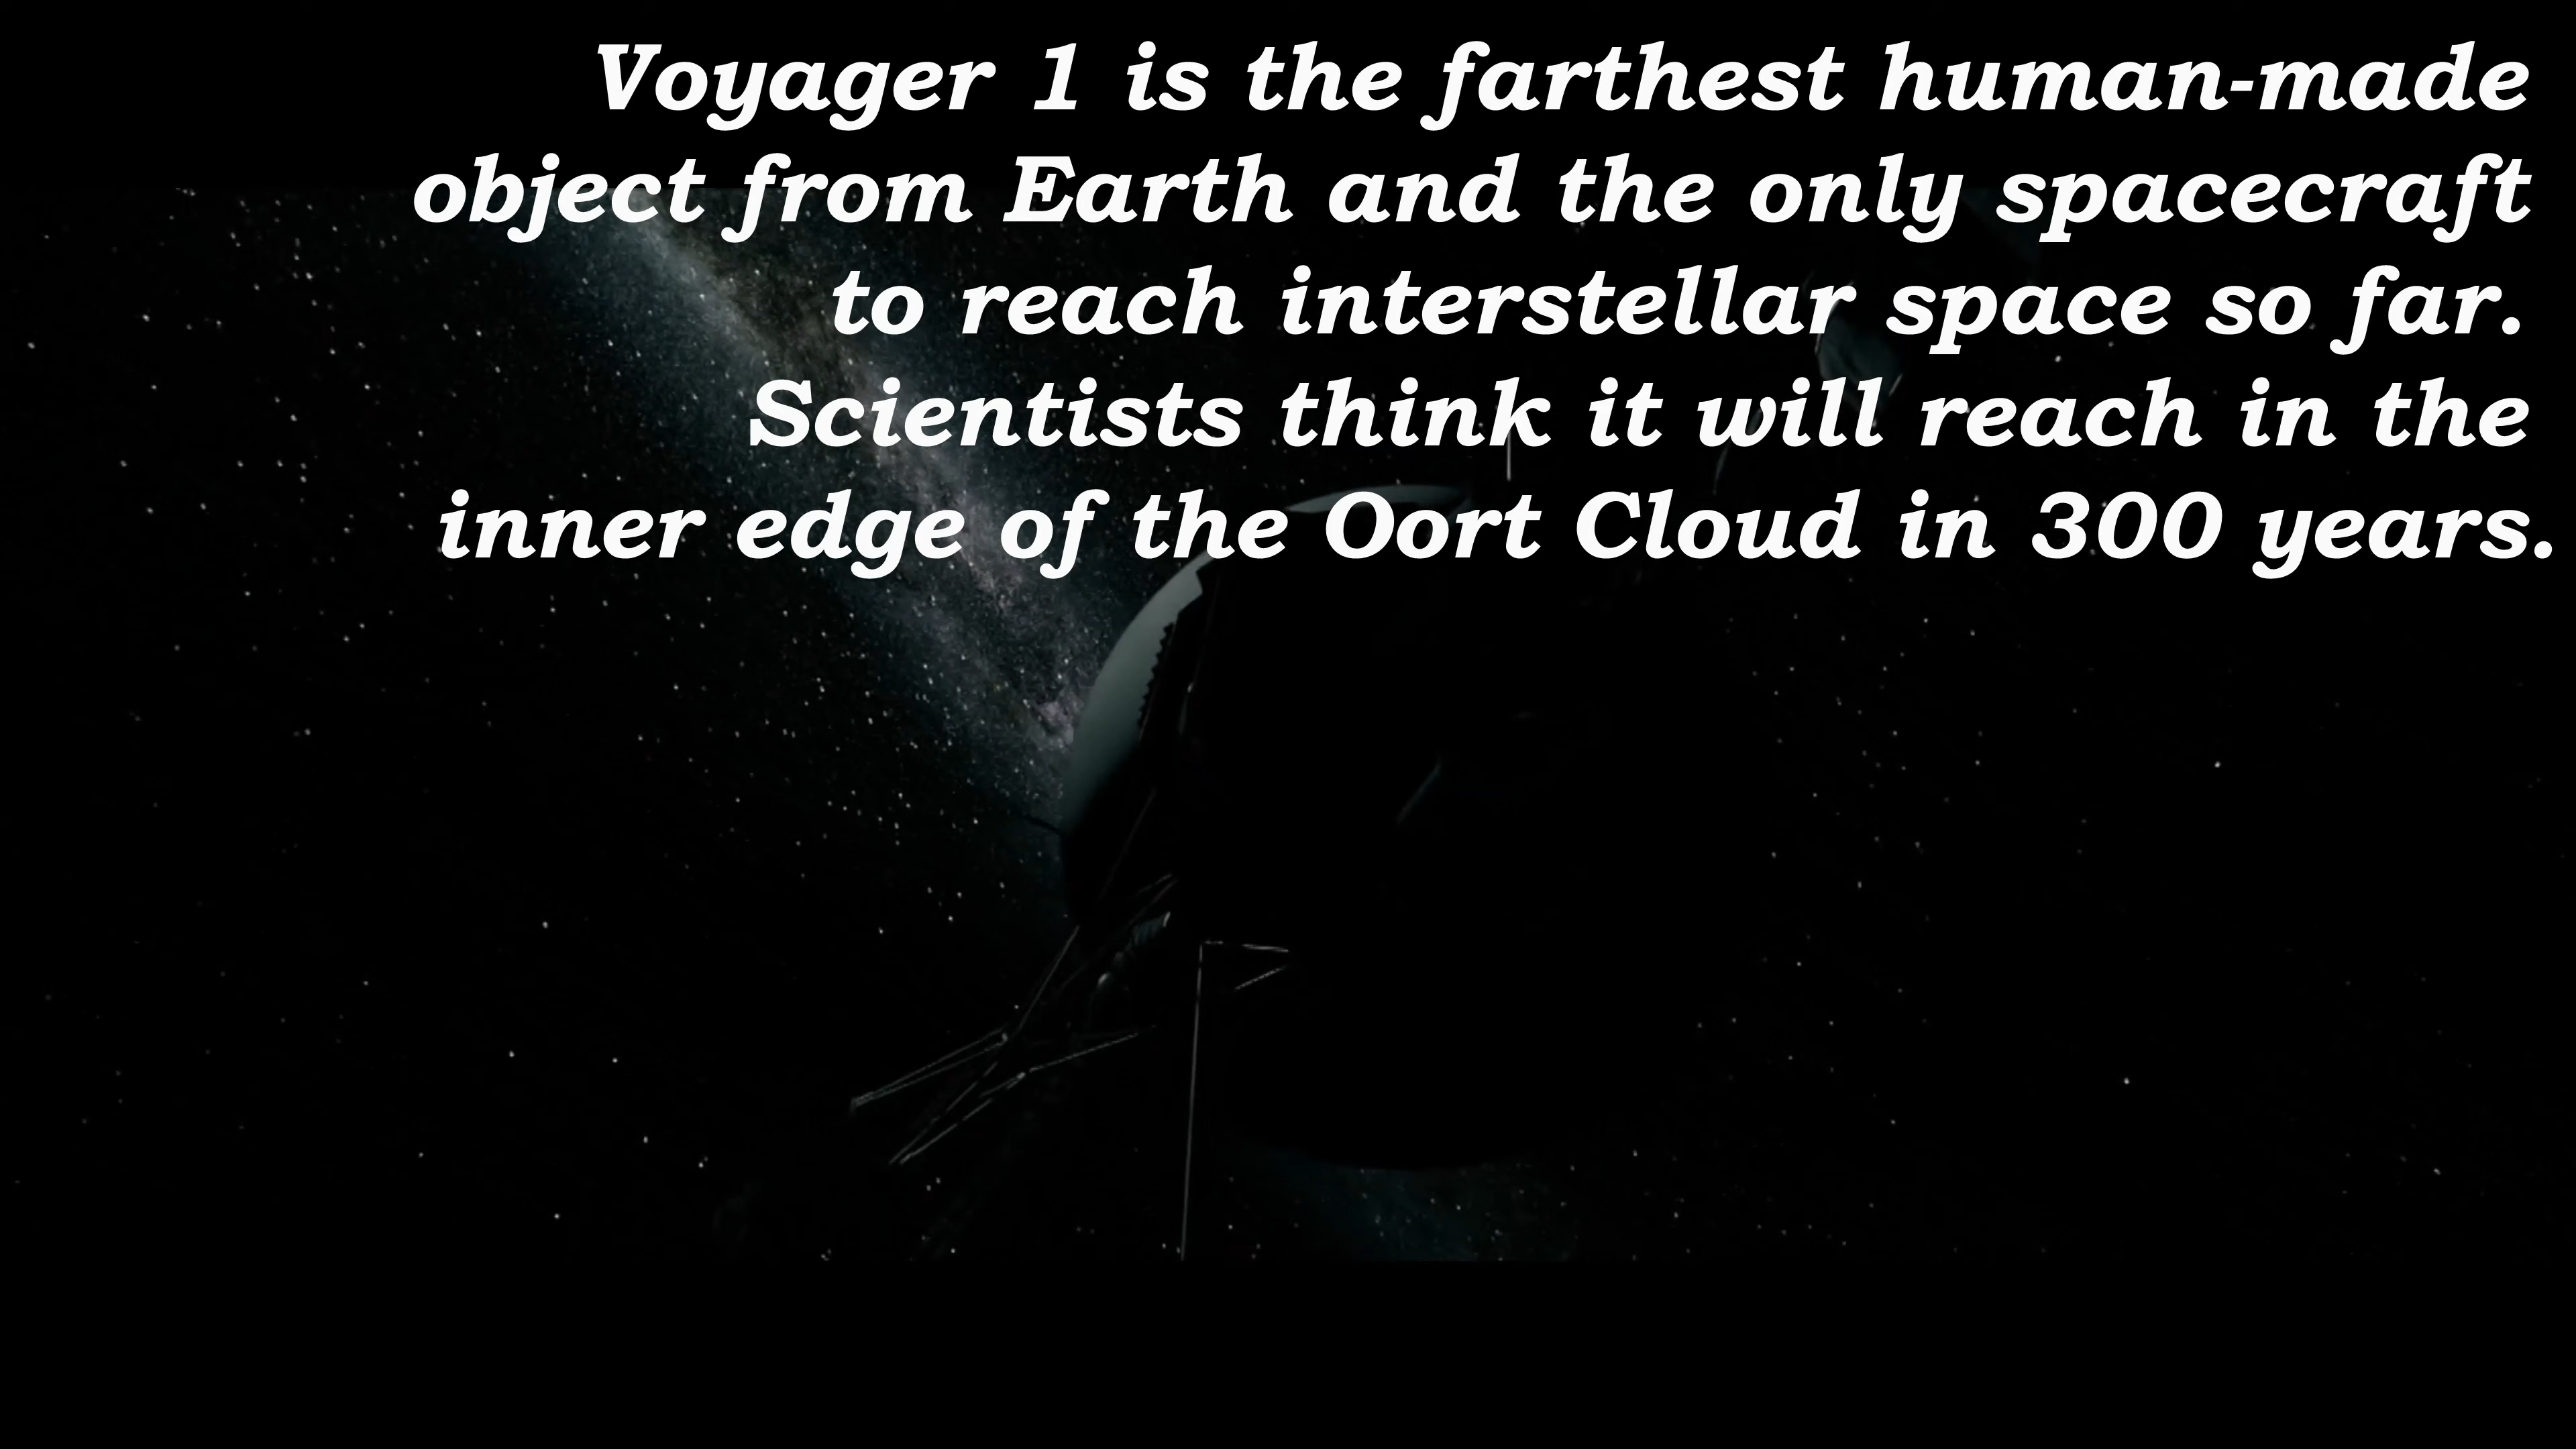 Voyager 1 is the farthest human-made
object from Earth and the only spacecraft
to reach interstellar space so far.
Scientists think it will reach in the
inner edge of the Oort Cloud in 300 years.